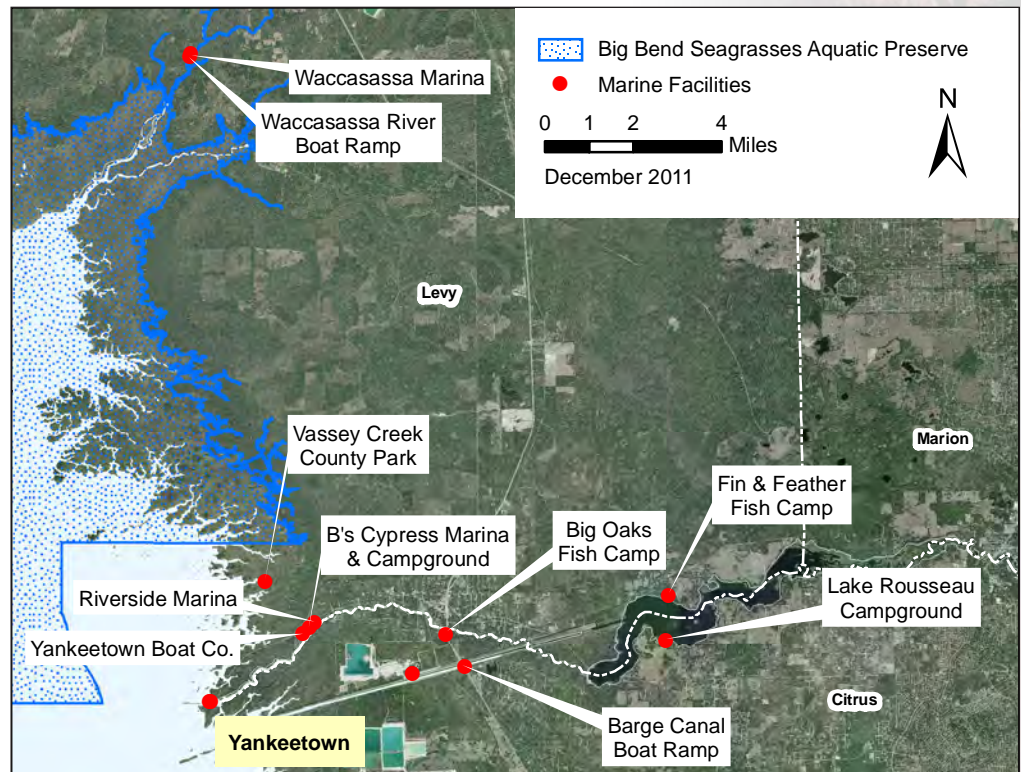 Big Bend Seagrasses Aquatic Preserve
Marine Facilities
N
0 1 2 4
Miles
December 2011
Waccasassa Marina
Waccasassa River
Boat Ramp
Levy
Marion
Vassey Creek
County Park
Fin & Feather
Fish Camp
B's Cypress Marina
& Campground
Big Oaks
Fish Camp
Riverside Marina
Lake Rousseau
Campground
Yankeetown Boat Co.
Citrus
Barge Canal
Boat Ramp
Yankeetown